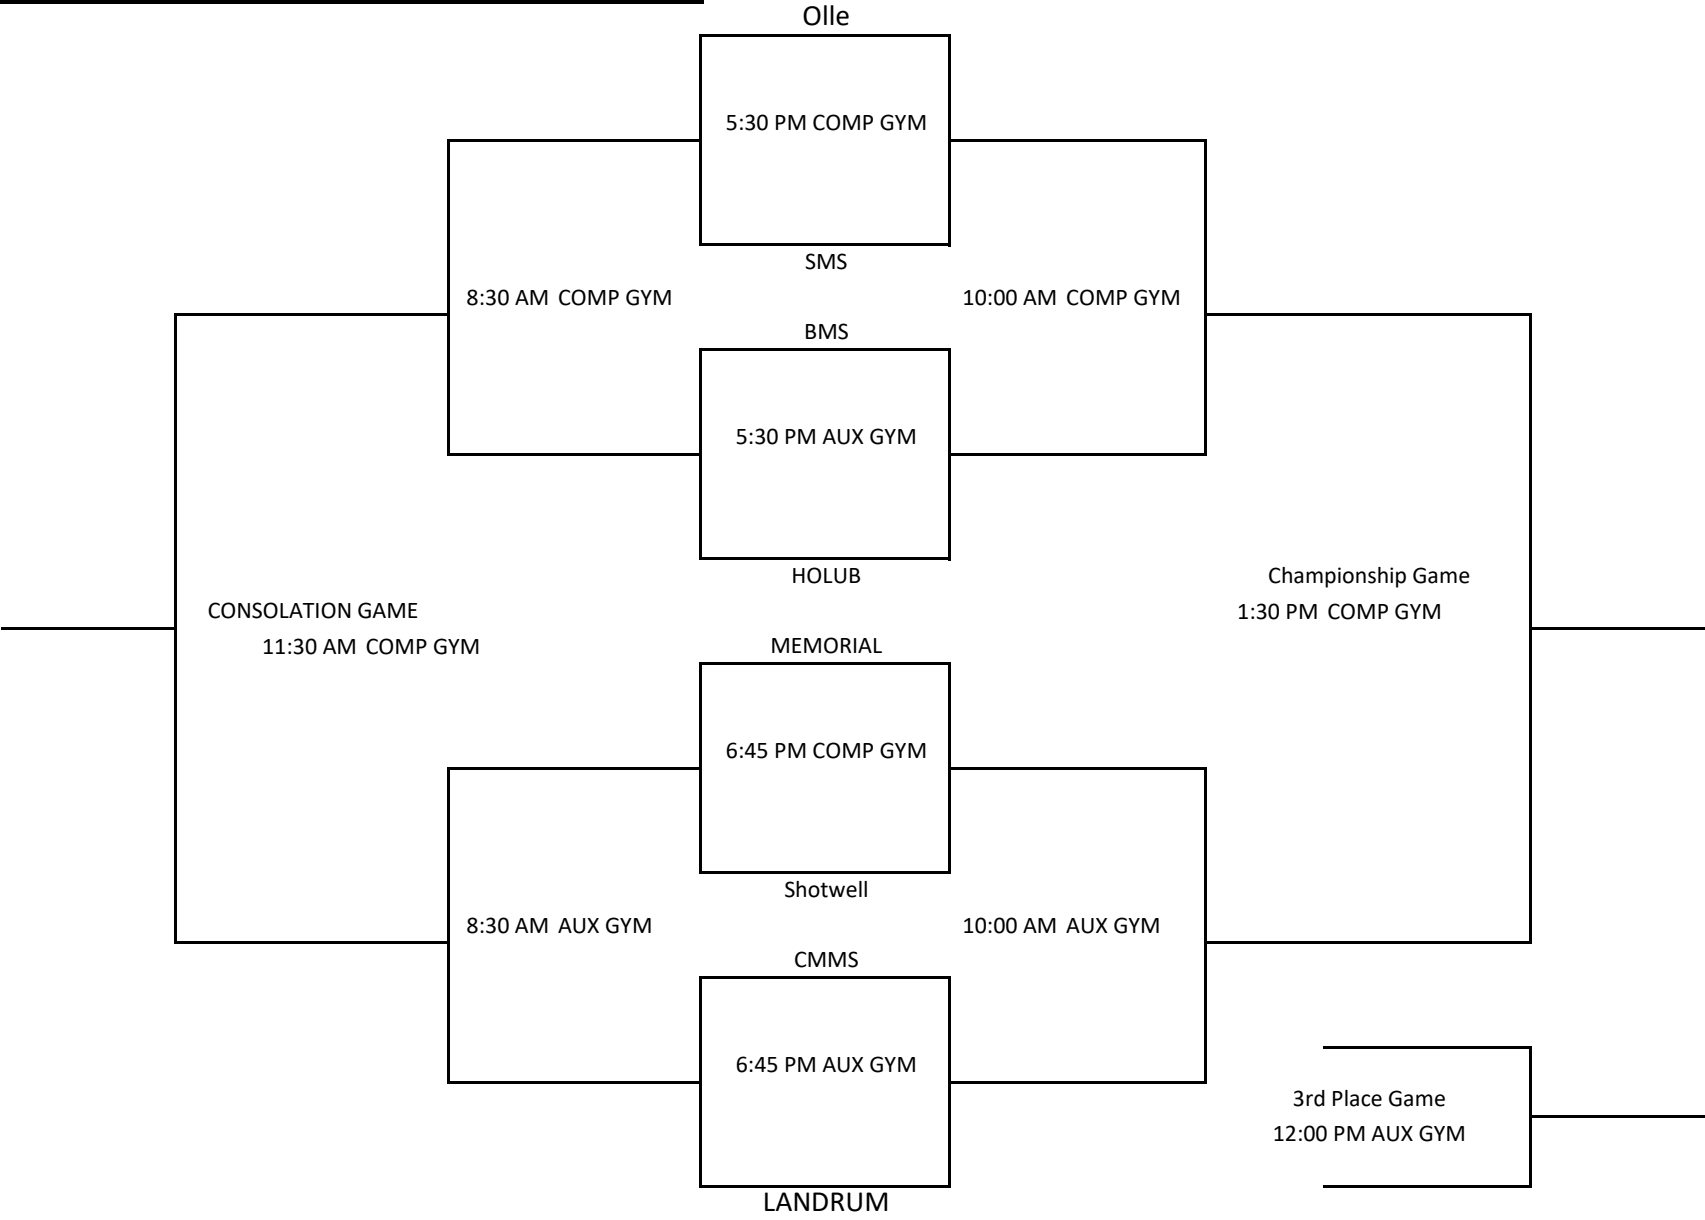 Olle
5:30 PM COMP GYM
SMS
8:30 AM COMP GYM
10:00 AM COMP GYM
BMS
5:30 PM AUX GYM
HOLUB
Championship Game
CONSOLATION GAME
1:30 PM COMP GYM
11:30 AM COMP GYM
MEMORIAL
6:45 PM COMP GYM
Shotwell
8:30 AM AUX GYM
10:00 AM AUX GYM
CMMS
6:45 PM AUX GYM
3rd Place Game
12:00 PM AUX GYM
LANDRUM